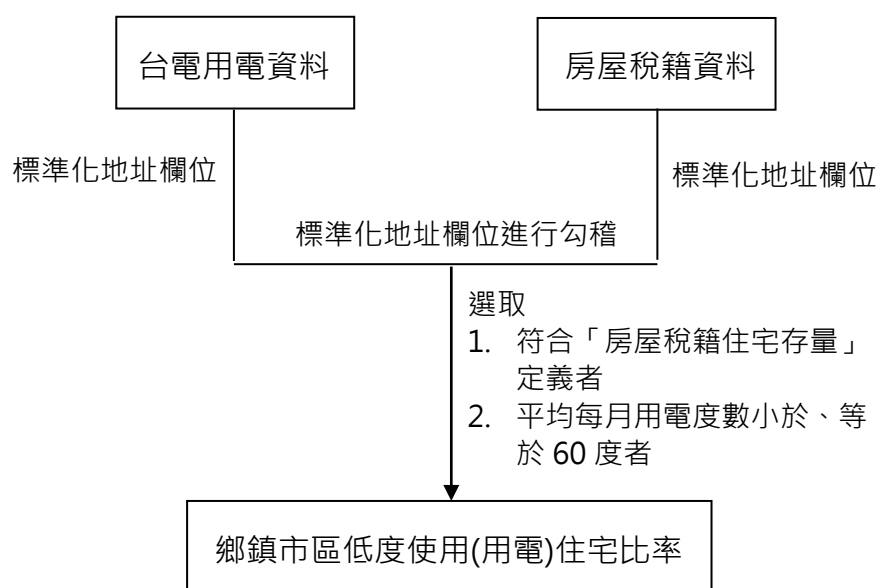 台電用電資料
房屋稅籍資料
標準化地址欄位
標準化地址欄位
標準化地址欄位進行勾稽
選取
1. 符合「房屋稅籍住宅存量」
定義者
2. 平均每月用電度數小於、等
於 60 度者
鄉鎮市區低度使用(用電)住宅比率